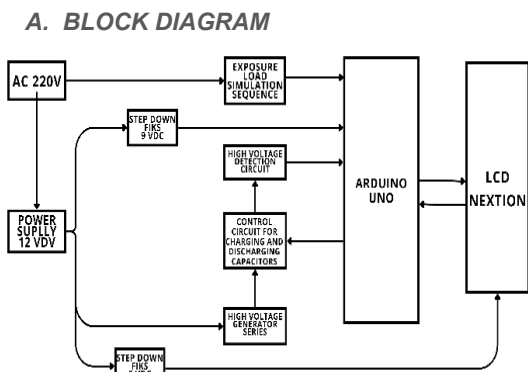 A. BLOCK DIAGRAM
AC 220V
EXPOSURE
LOAD
SIMULATION
SEQUENCE
STEP DOWN
FIKS
9 VDC
HIGH VOLTAGE
DETECTION
CIRCUIT
ARDUINO
UNO
LCD
NEXTION
POWER
SUPLLY
12 VDV
CONTROL
CIRCUIT FOR
CHARGING AND
DISCHARGING
CAPACITORS
HIGH VOLTAGE
GENERATOR
SERIES
STEP DOWN
FIKS